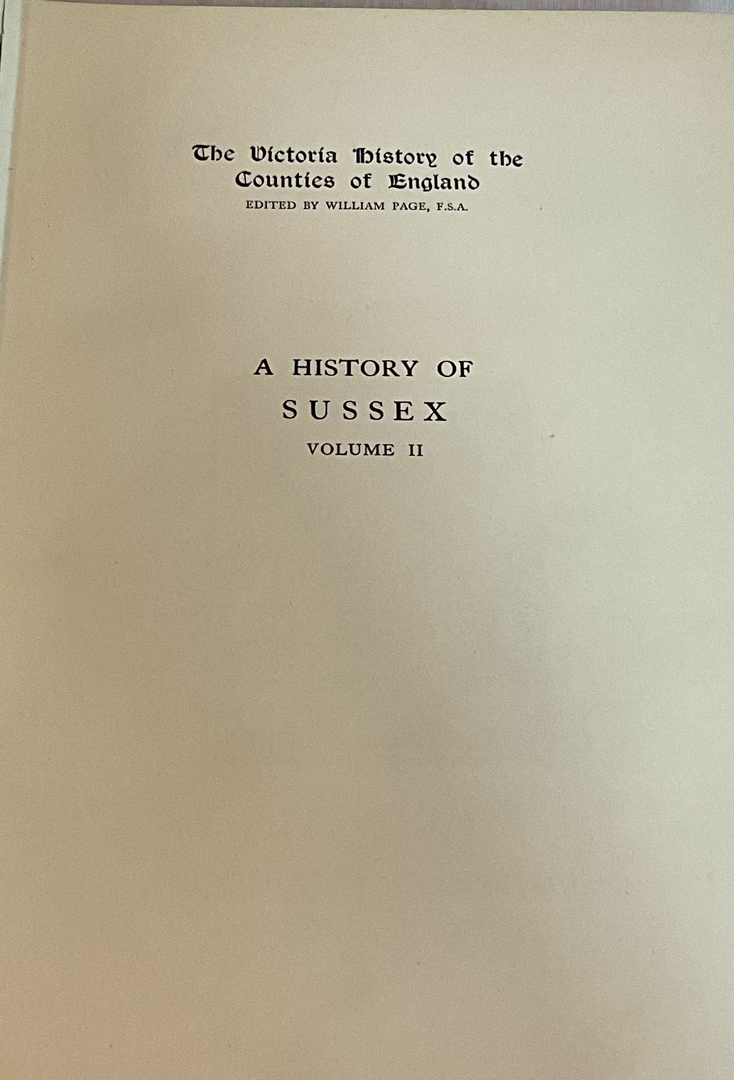 The Victoria History of the
Counties of England
EDITED BY WILLIAM PAGE, F.S.A.
A HISTORY OF
SUSSEX
VOLUME II